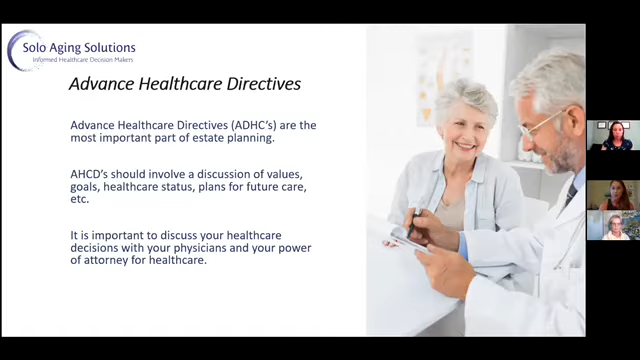 Solo Aging Solutions
Informed Healthcare Decision Makers
Advance Healthcare Directives
Advance Healthcare Directives (ADHC's) are the
most important part of estate planning.
AHCD's should involve a discussion of values,
goals, healthcare status, plans for future care,
etc.
It is important to discuss your healthcare
decisions with your physicians and your power
of attorney for healthcare.